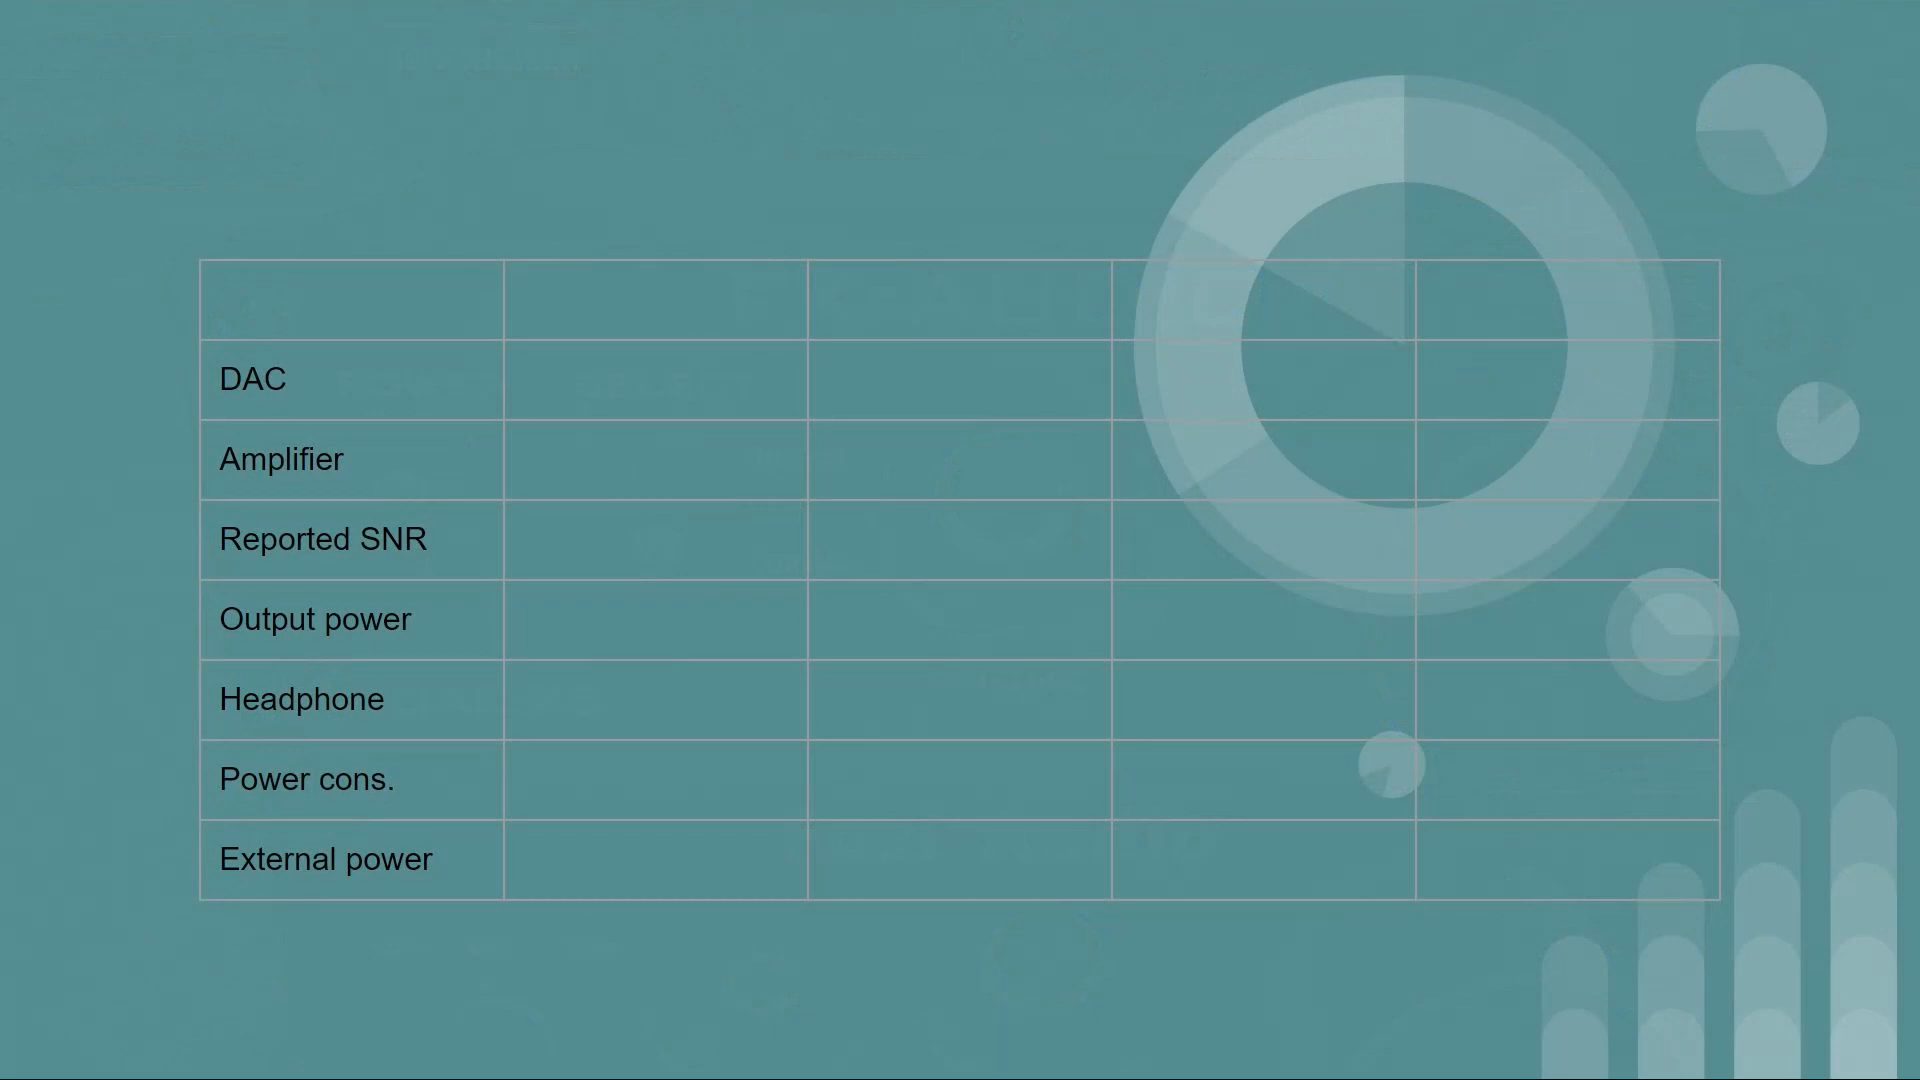 DAC
Amplifier
Reported SNR
Output power
Headphone
Power cons.
External power